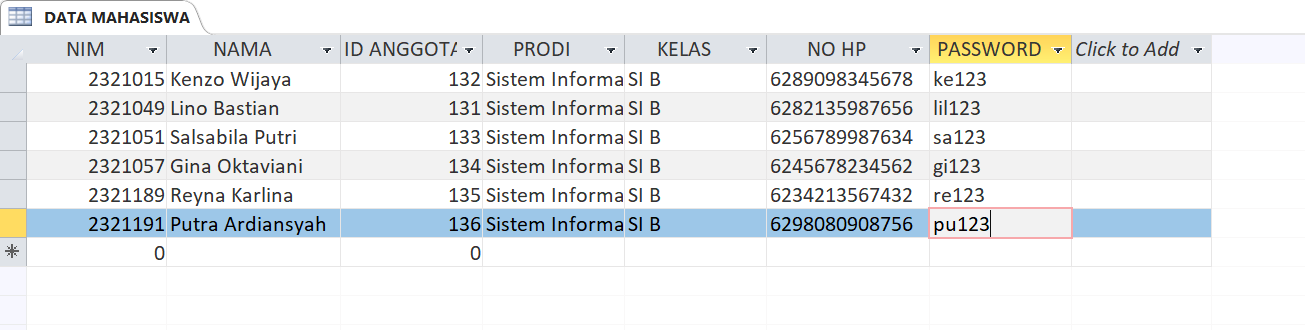 DATA MAHASISWA
NIM NAMA ID ANGGOTA PRODI KELAS NO HP PASSWORD Click to Add
2321015 Kenzo Wijaya 132 Sistem Informa SI B 6289098345678 ke123
2321049 Lino Bastian 131 Sistem Informa SI B 6282135987656 lil123
2321051 Salsabila Putri 133 Sistem Informa SI B 6256789987634 sa123
2321057 Gina Oktaviani 134 Sistem Informa SI B 6245678234562 gi123
2321189 Reyna Karlina 135 Sistem Informa SI B 6234213567432 re123
2321191 Putra Ardiansyah 136 Sistem Informa SI B 6298080908756 pu123
0 0